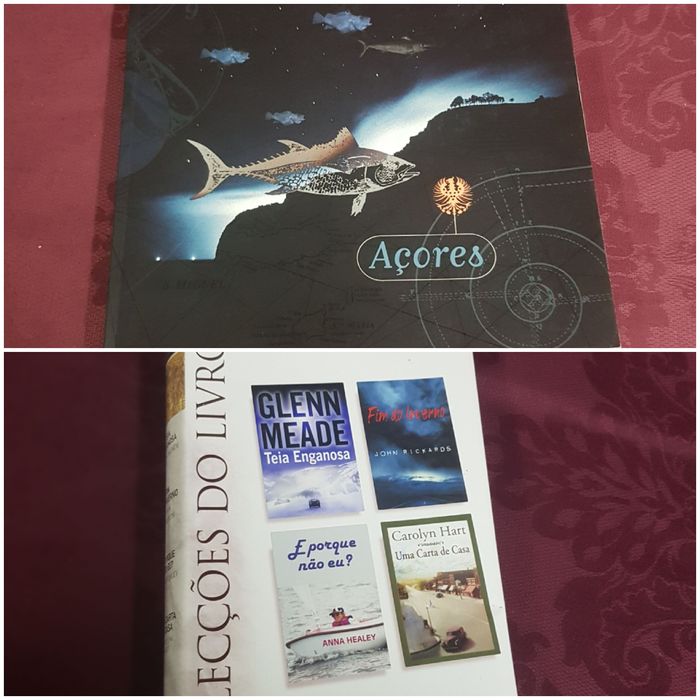 S. MIGUEL
Açores
LECÇÕES DO LIVRO
GLENN
MEADE
Teia Enganosa
Fim do Inverno
JOHN RICKARDS
E porque
não eu?
ANNA HEALEY
Carolyn Hart
Uma Carta de Casa